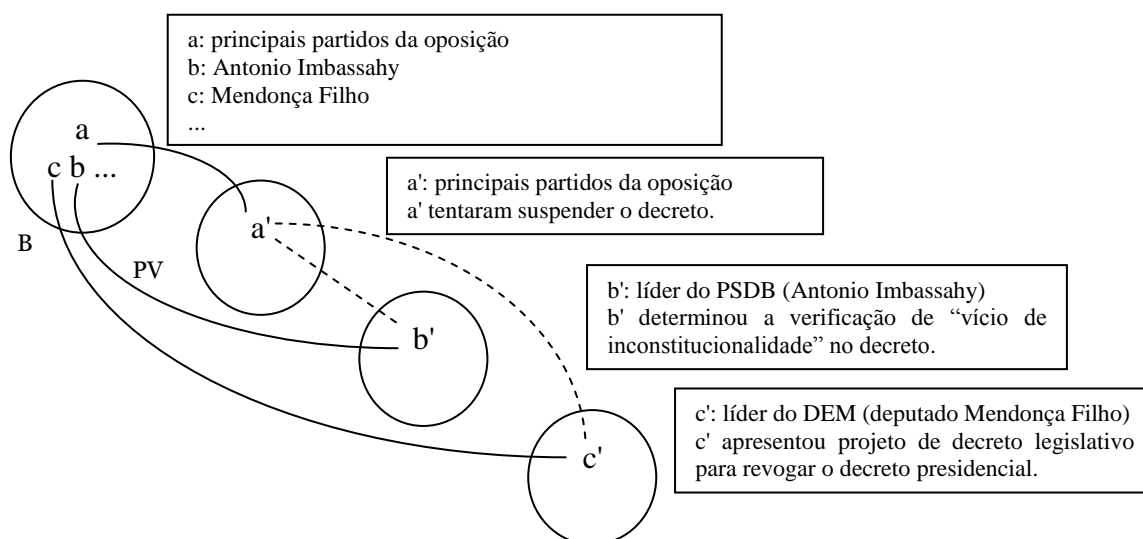 a: principais partidos da oposição
b: Antonio Imbassahy
c: Mendonça Filho
...
a
c b ...
B
a': principais partidos da oposição
a' tentaram suspender o decreto.
a'
PV
b': líder do PSDB (Antonio Imbassahy)
b' determinou a verificação de “vício de
inconstitucionalidade” no decreto.
b'
c': líder do DEM (deputado Mendonça Filho)
c' apresentou projeto de decreto legislativo
para revogar o decreto presidencial.
c'